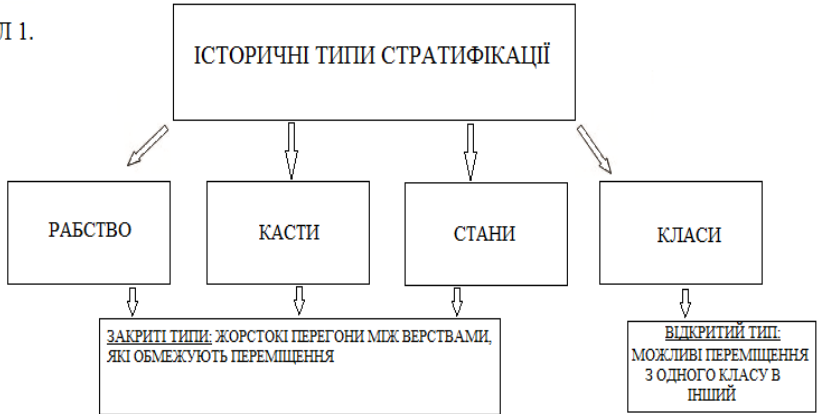 Л 1.
ІСТОРИЧНІ ТИПИ СТРАТИФІКАЦІЇ
РАБСТВО
КАСТИ
СТАНИ
КЛАСИ
ЗАКРИТІ ТИПИ: ЖОРСТОКІ ПЕРЕГОНИ МІЖ ВЕРСТВАМИ,
ЯКІ ОБМЕЖУЮТЬ ПЕРЕМІЩЕННЯ
ВІДКРИТИЙ ТИП:
МОЖЛИВІ ПЕРЕМІЩЕННЯ
З ОДНОГО КЛАСУ В
ІНШИЙ